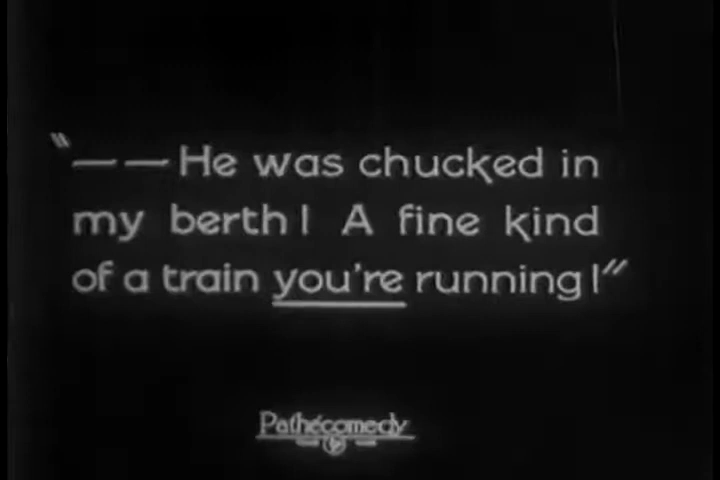 "— — He was chucked in
my berth! A fine kind
of a train you're running!"
Pathécomedy